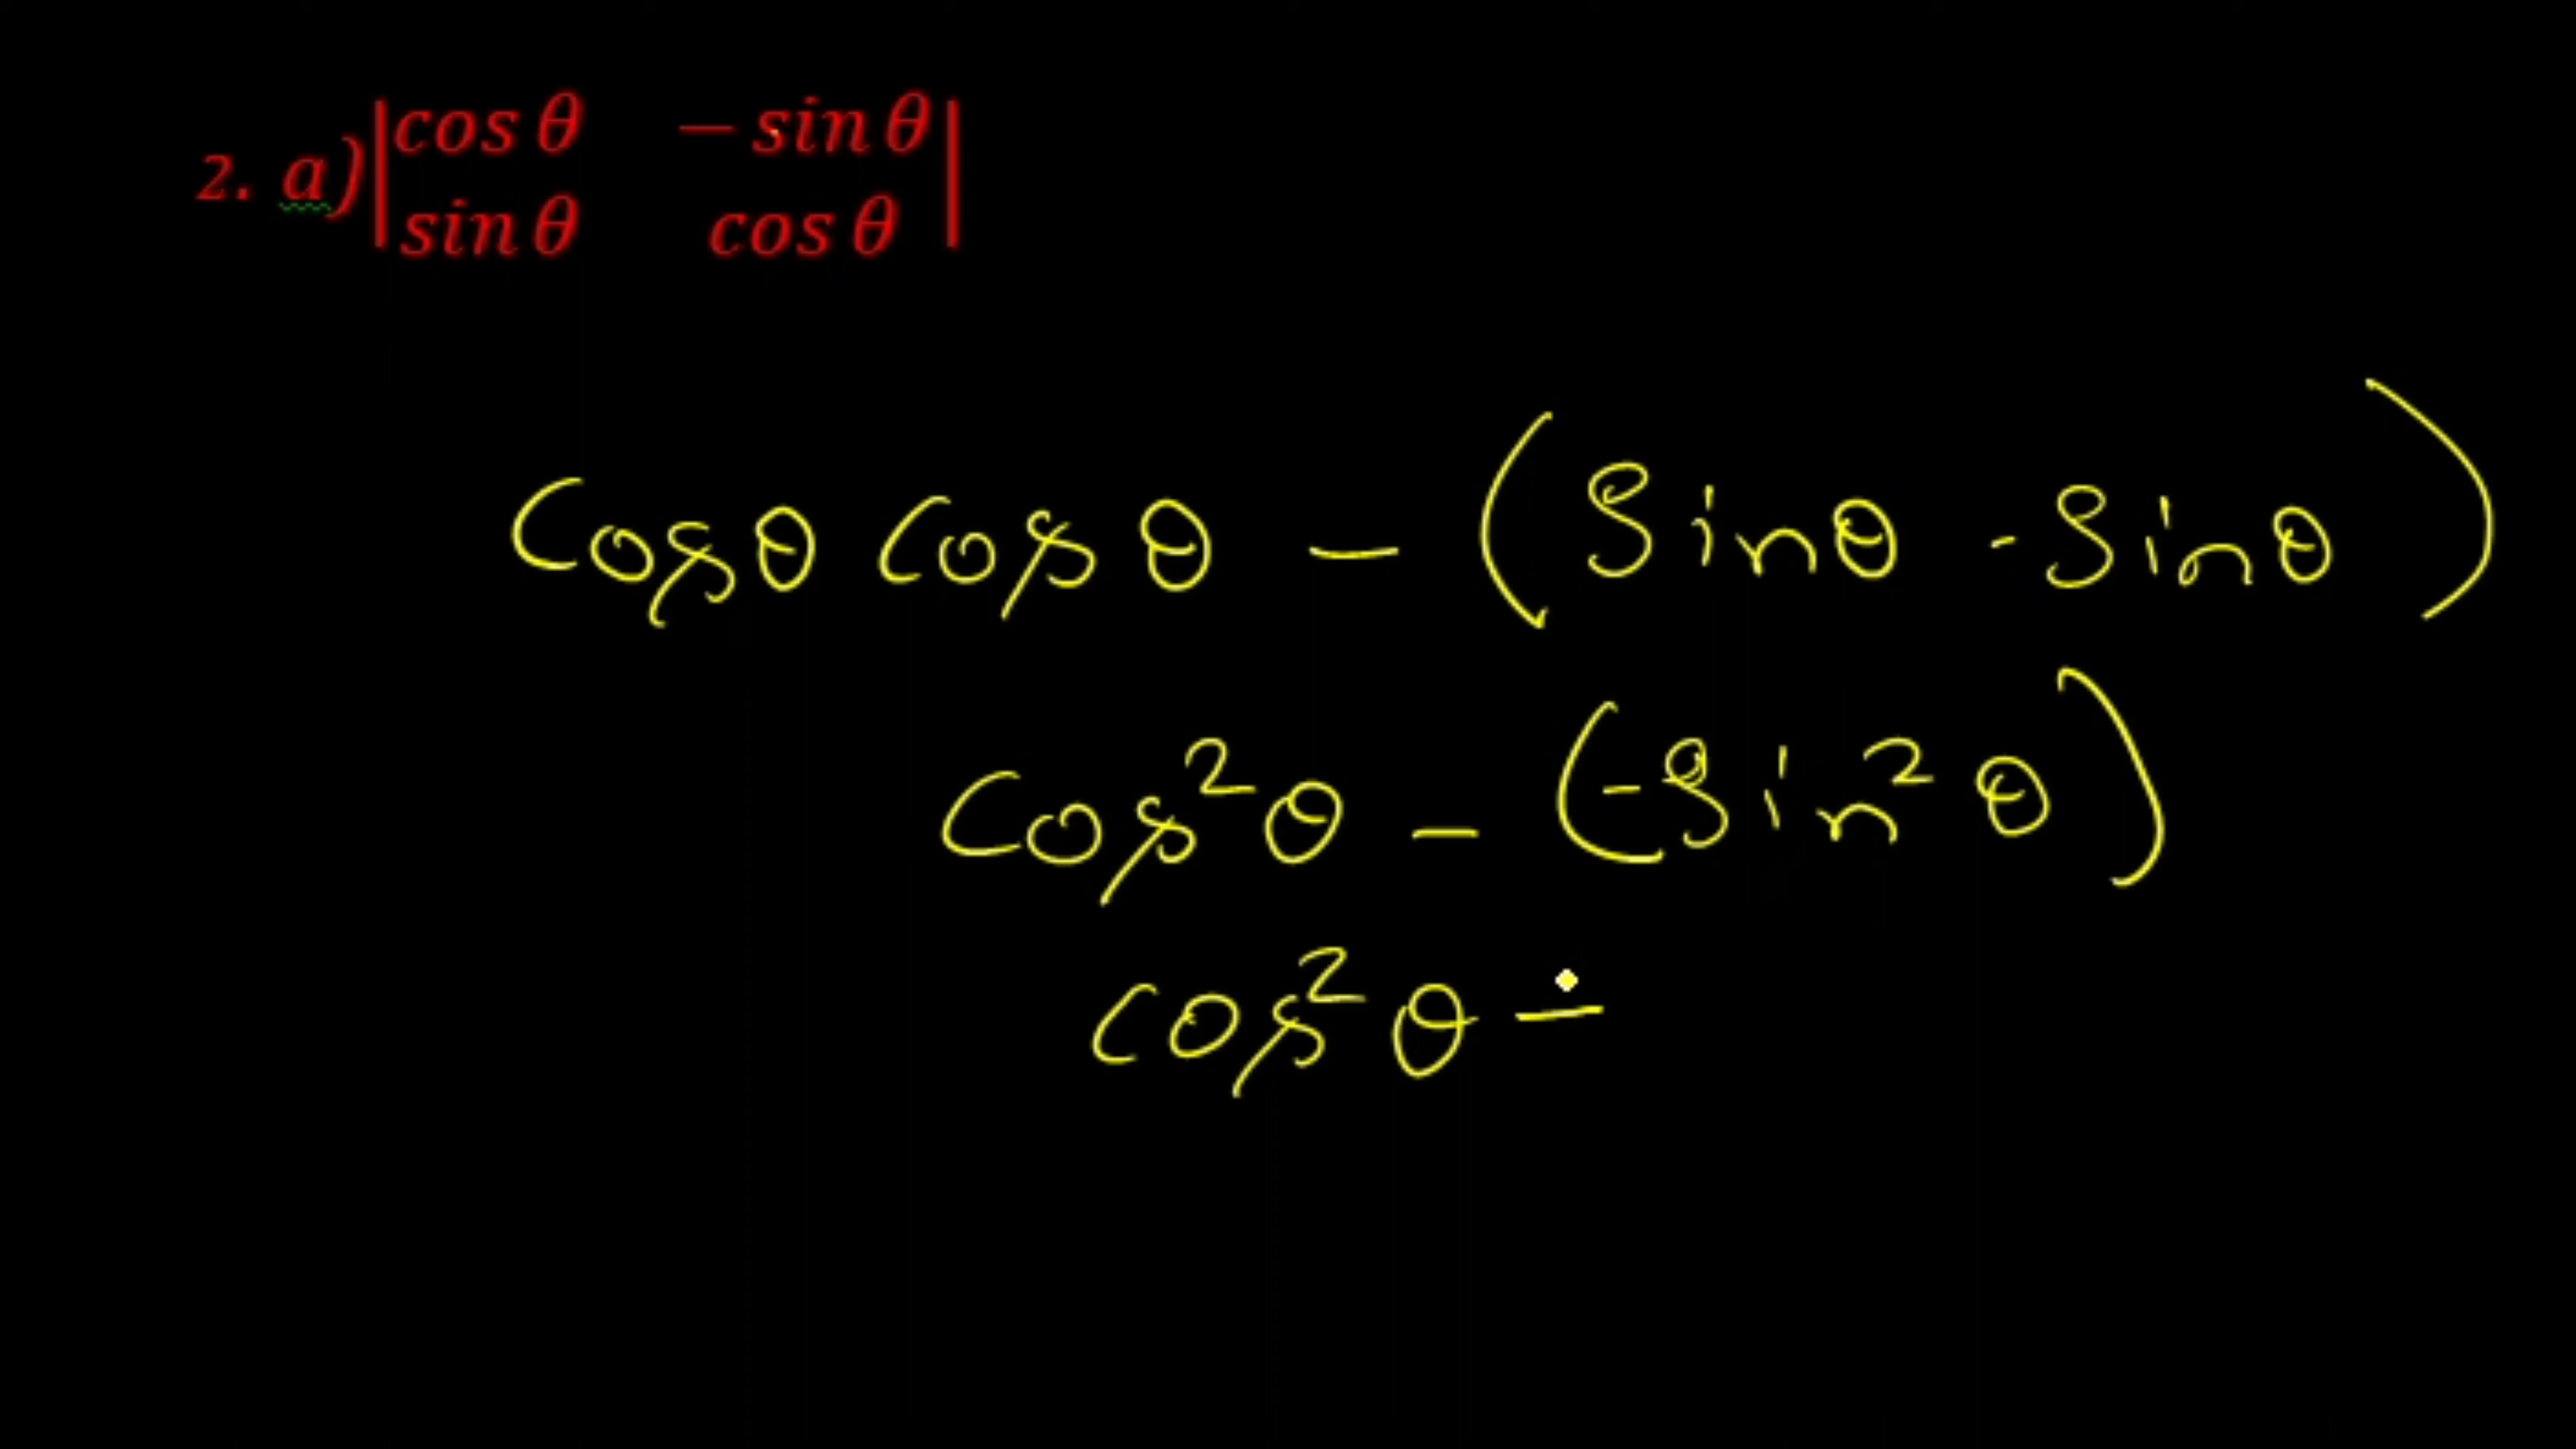 2. a) |cos θ   − sin θ|
|sin θ   cos θ|
Cosθ Cosθ − (Sinθ - Sinθ)
Cos²θ − (-Sin²θ)
Cos²θ −